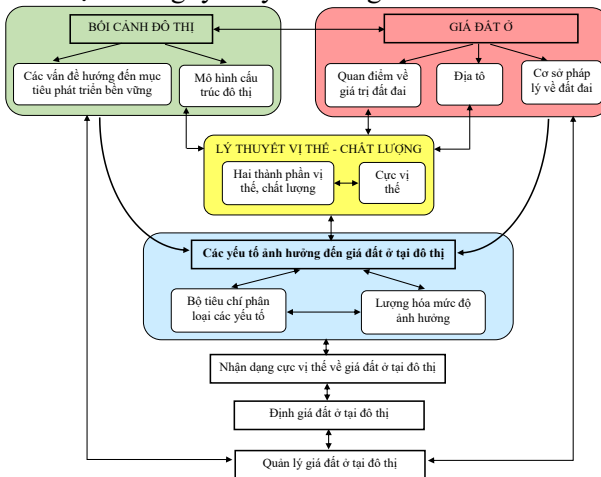 BỐI CẢNH ĐÔ THỊ
GIÁ ĐẤT Ở
Các vấn đề hướng đến mục
tiêu phát triển bền vững
Mô hình cấu
trúc đô thị
Quan điểm về
giá trị đất đai
Địa tô
Cơ sở pháp
lý về đất đai
LÝ THUYẾT VỊ THẾ - CHẤT LƯỢNG
Hai thành phần vị
thế, chất lượng
Cực vị
thế
Các yếu tố ảnh hưởng đến giá đất ở tại đô thị
Bộ tiêu chí phân
loại các yếu tố
Lượng hóa mức độ
ảnh hưởng
Nhận dạng cực vị thế về giá đất ở tại đô thị
Định giá đất ở tại đô thị
Quản lý giá đất ở tại đô thị